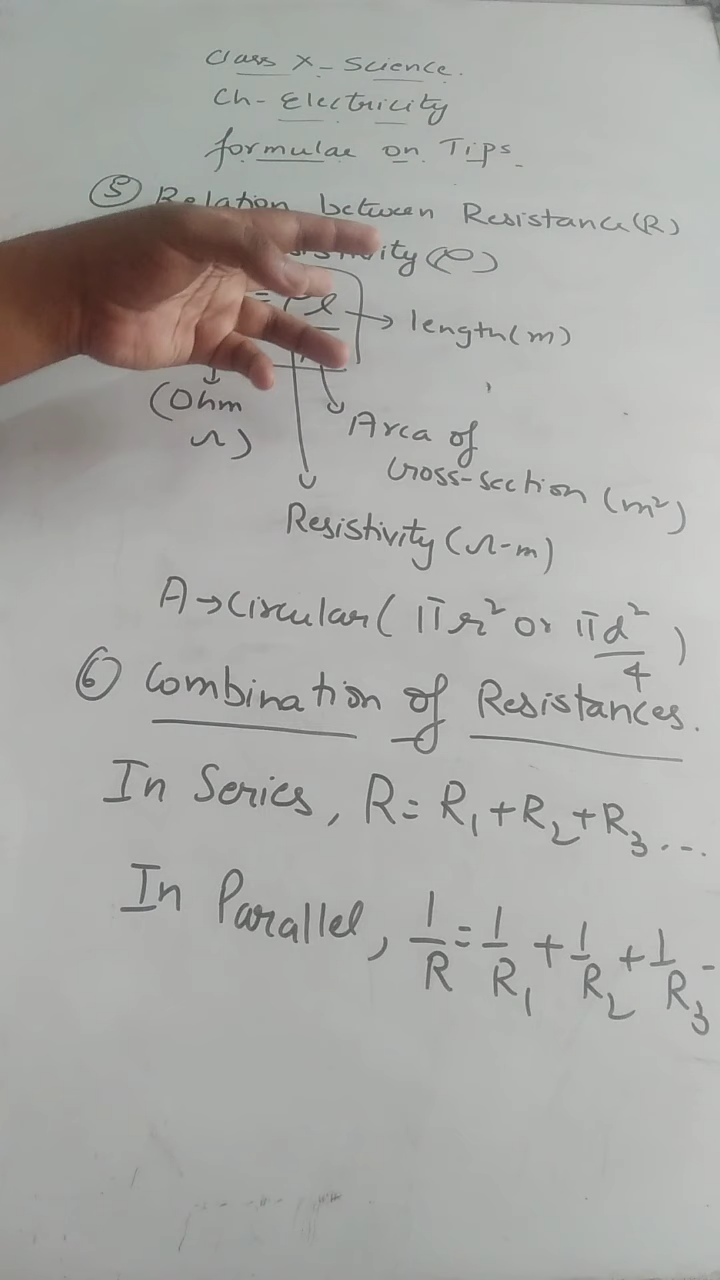 Class X - Science.
Ch - Electricity
formulae on Tips
⑤ Relation between Resistance (R)
ity (ρ)
= ρl
→ length (m)
(Ohm
Ω)
Area of
cross-section (m²)
Resistivity (Ω-m)
A → Circular (πr² or πd²/4)
⑥ Combination of Resistances.
In Series, R = R₁ + R₂ + R₃ ...
In Parallel, 1/R = 1/R₁ + 1/R₂ + 1/R₃ -